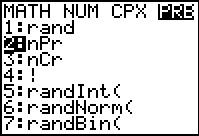 MATH NUM CPX PRB
1:rand
2:nPr
3:nCr
4:!
5:randInt(
6:randNorm(
7:randBin(